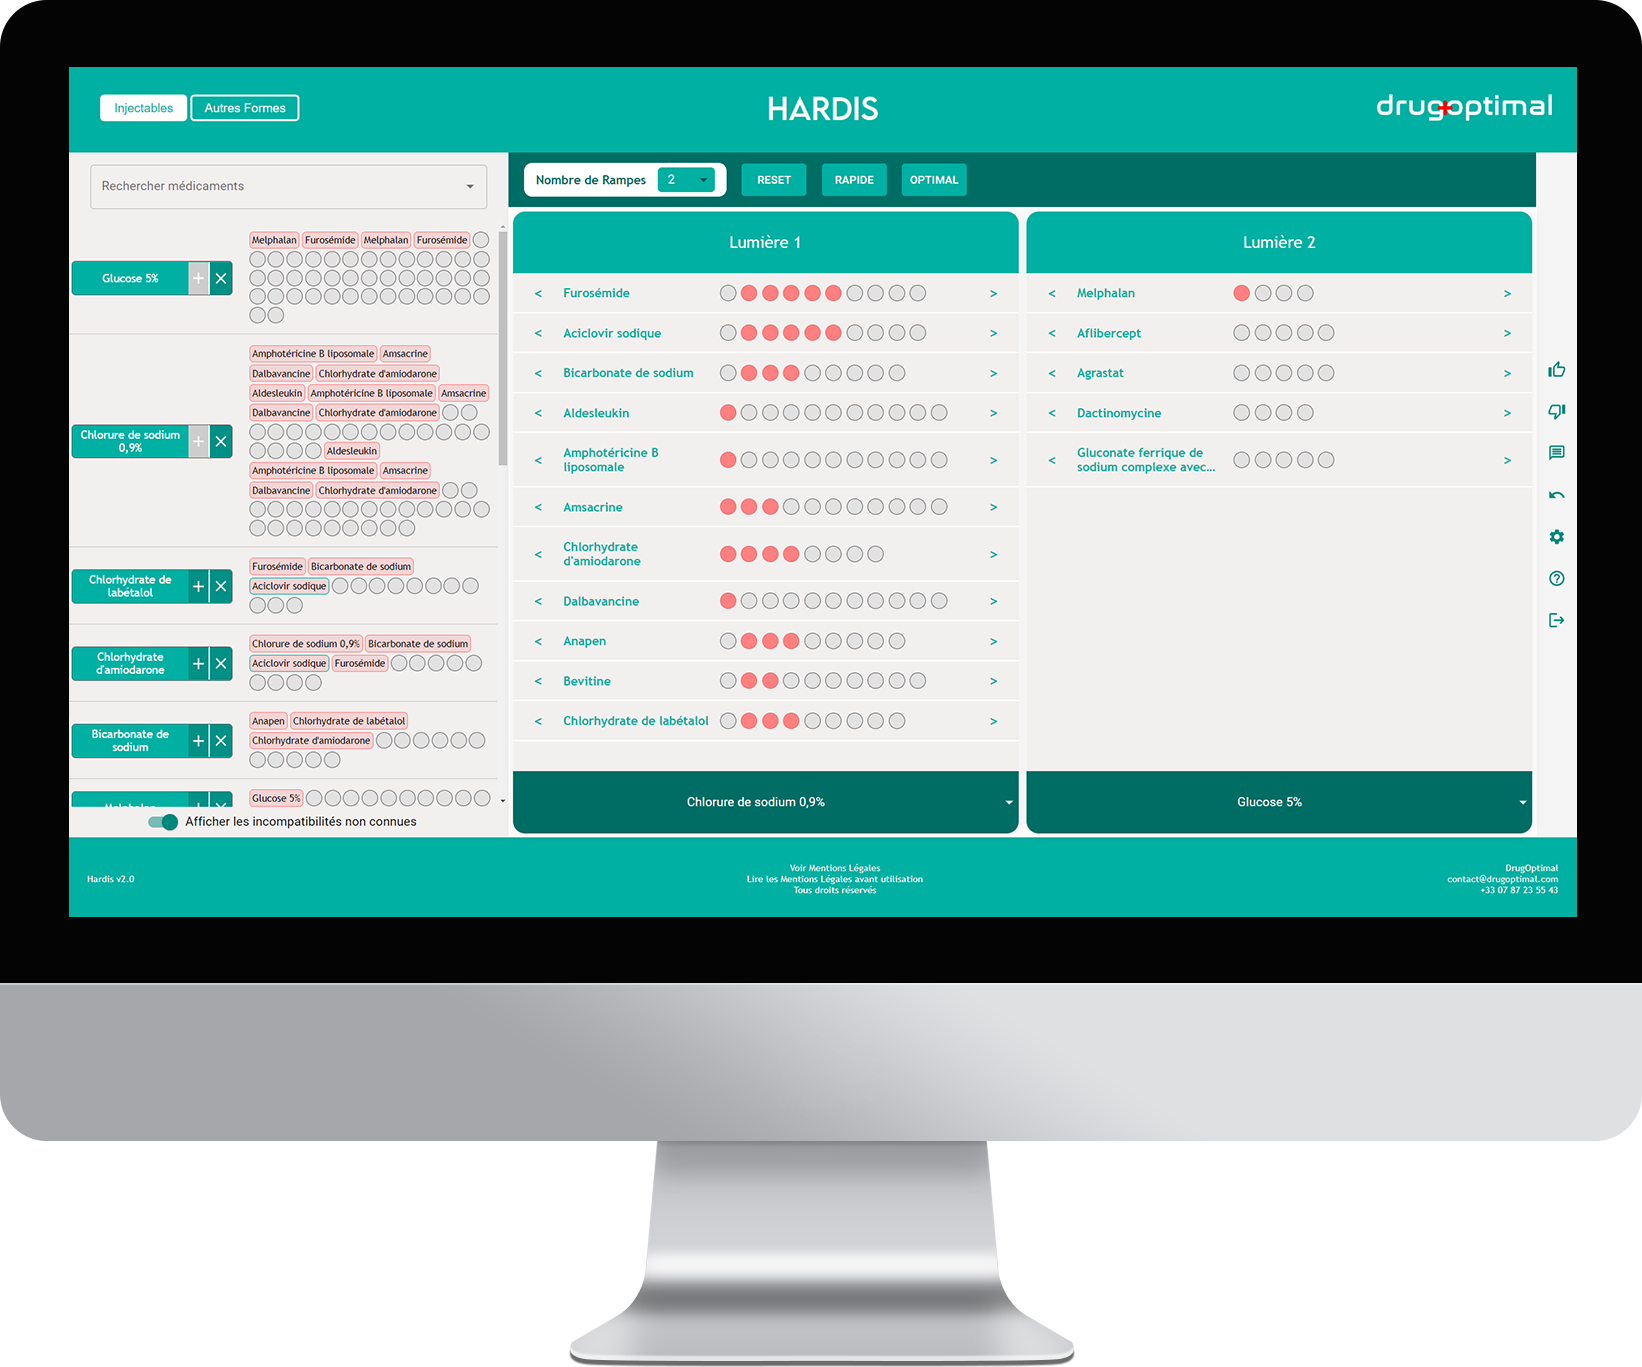 Injectables
Autres Formes
HARDIS
drugoptimal
Rechercher médicaments
Nombre de Rampes
2
RESET
RAPIDE
OPTIMAL
Glucose 5%
+
×
Melphalan Furosémide Melphalan Furosémide
Chlorure de sodium
0,9%
+
×
Amphotéricine B liposomale Amsacrine
Dalbavancine Chlorhydrate d'amiodarone
Aldesleukin Amphotéricine B liposomale Amsacrine
Dalbavancine Chlorhydrate d'amiodarone
Aldesleukin
Amphotéricine B liposomale Amsacrine
Dalbavancine Chlorhydrate d'amiodarone
Chlorhydrate de
labétalol
+
×
Furosémide Bicarbonate de sodium
Aciclovir sodique
Chlorhydrate
d'amiodarone
+
×
Chlorure de sodium 0,9% Bicarbonate de sodium
Aciclovir sodique Furosémide
Bicarbonate de
sodium
+
×
Anapen Chlorhydrate de labétalol
Chlorhydrate d'amiodarone
Melphalan
Glucose 5%
Afficher les incompatibilités non connues
Lumière 1
< Furosémide >
< Aciclovir sodique >
< Bicarbonate de sodium >
< Aldesleukin >
< Amphotéricine B
liposomale >
< Amsacrine >
< Chlorhydrate
d'amiodarone >
< Dalbavancine >
< Anapen >
< Bevitine >
< Chlorhydrate de labétalol >
Chlorure de sodium 0,9%
Lumière 2
< Melphalan >
< Aflibercept >
< Agrastat >
< Dactinomycine >
< Gluconate ferrique de
sodium complexe avec... >
Glucose 5%
Hardis v2.0
Voir Mentions Légales
Lire les Mentions Légales avant utilisation
Tous droits réservés
DrugOptimal
contact@drugoptimal.com
+33 07 87 23 55 43